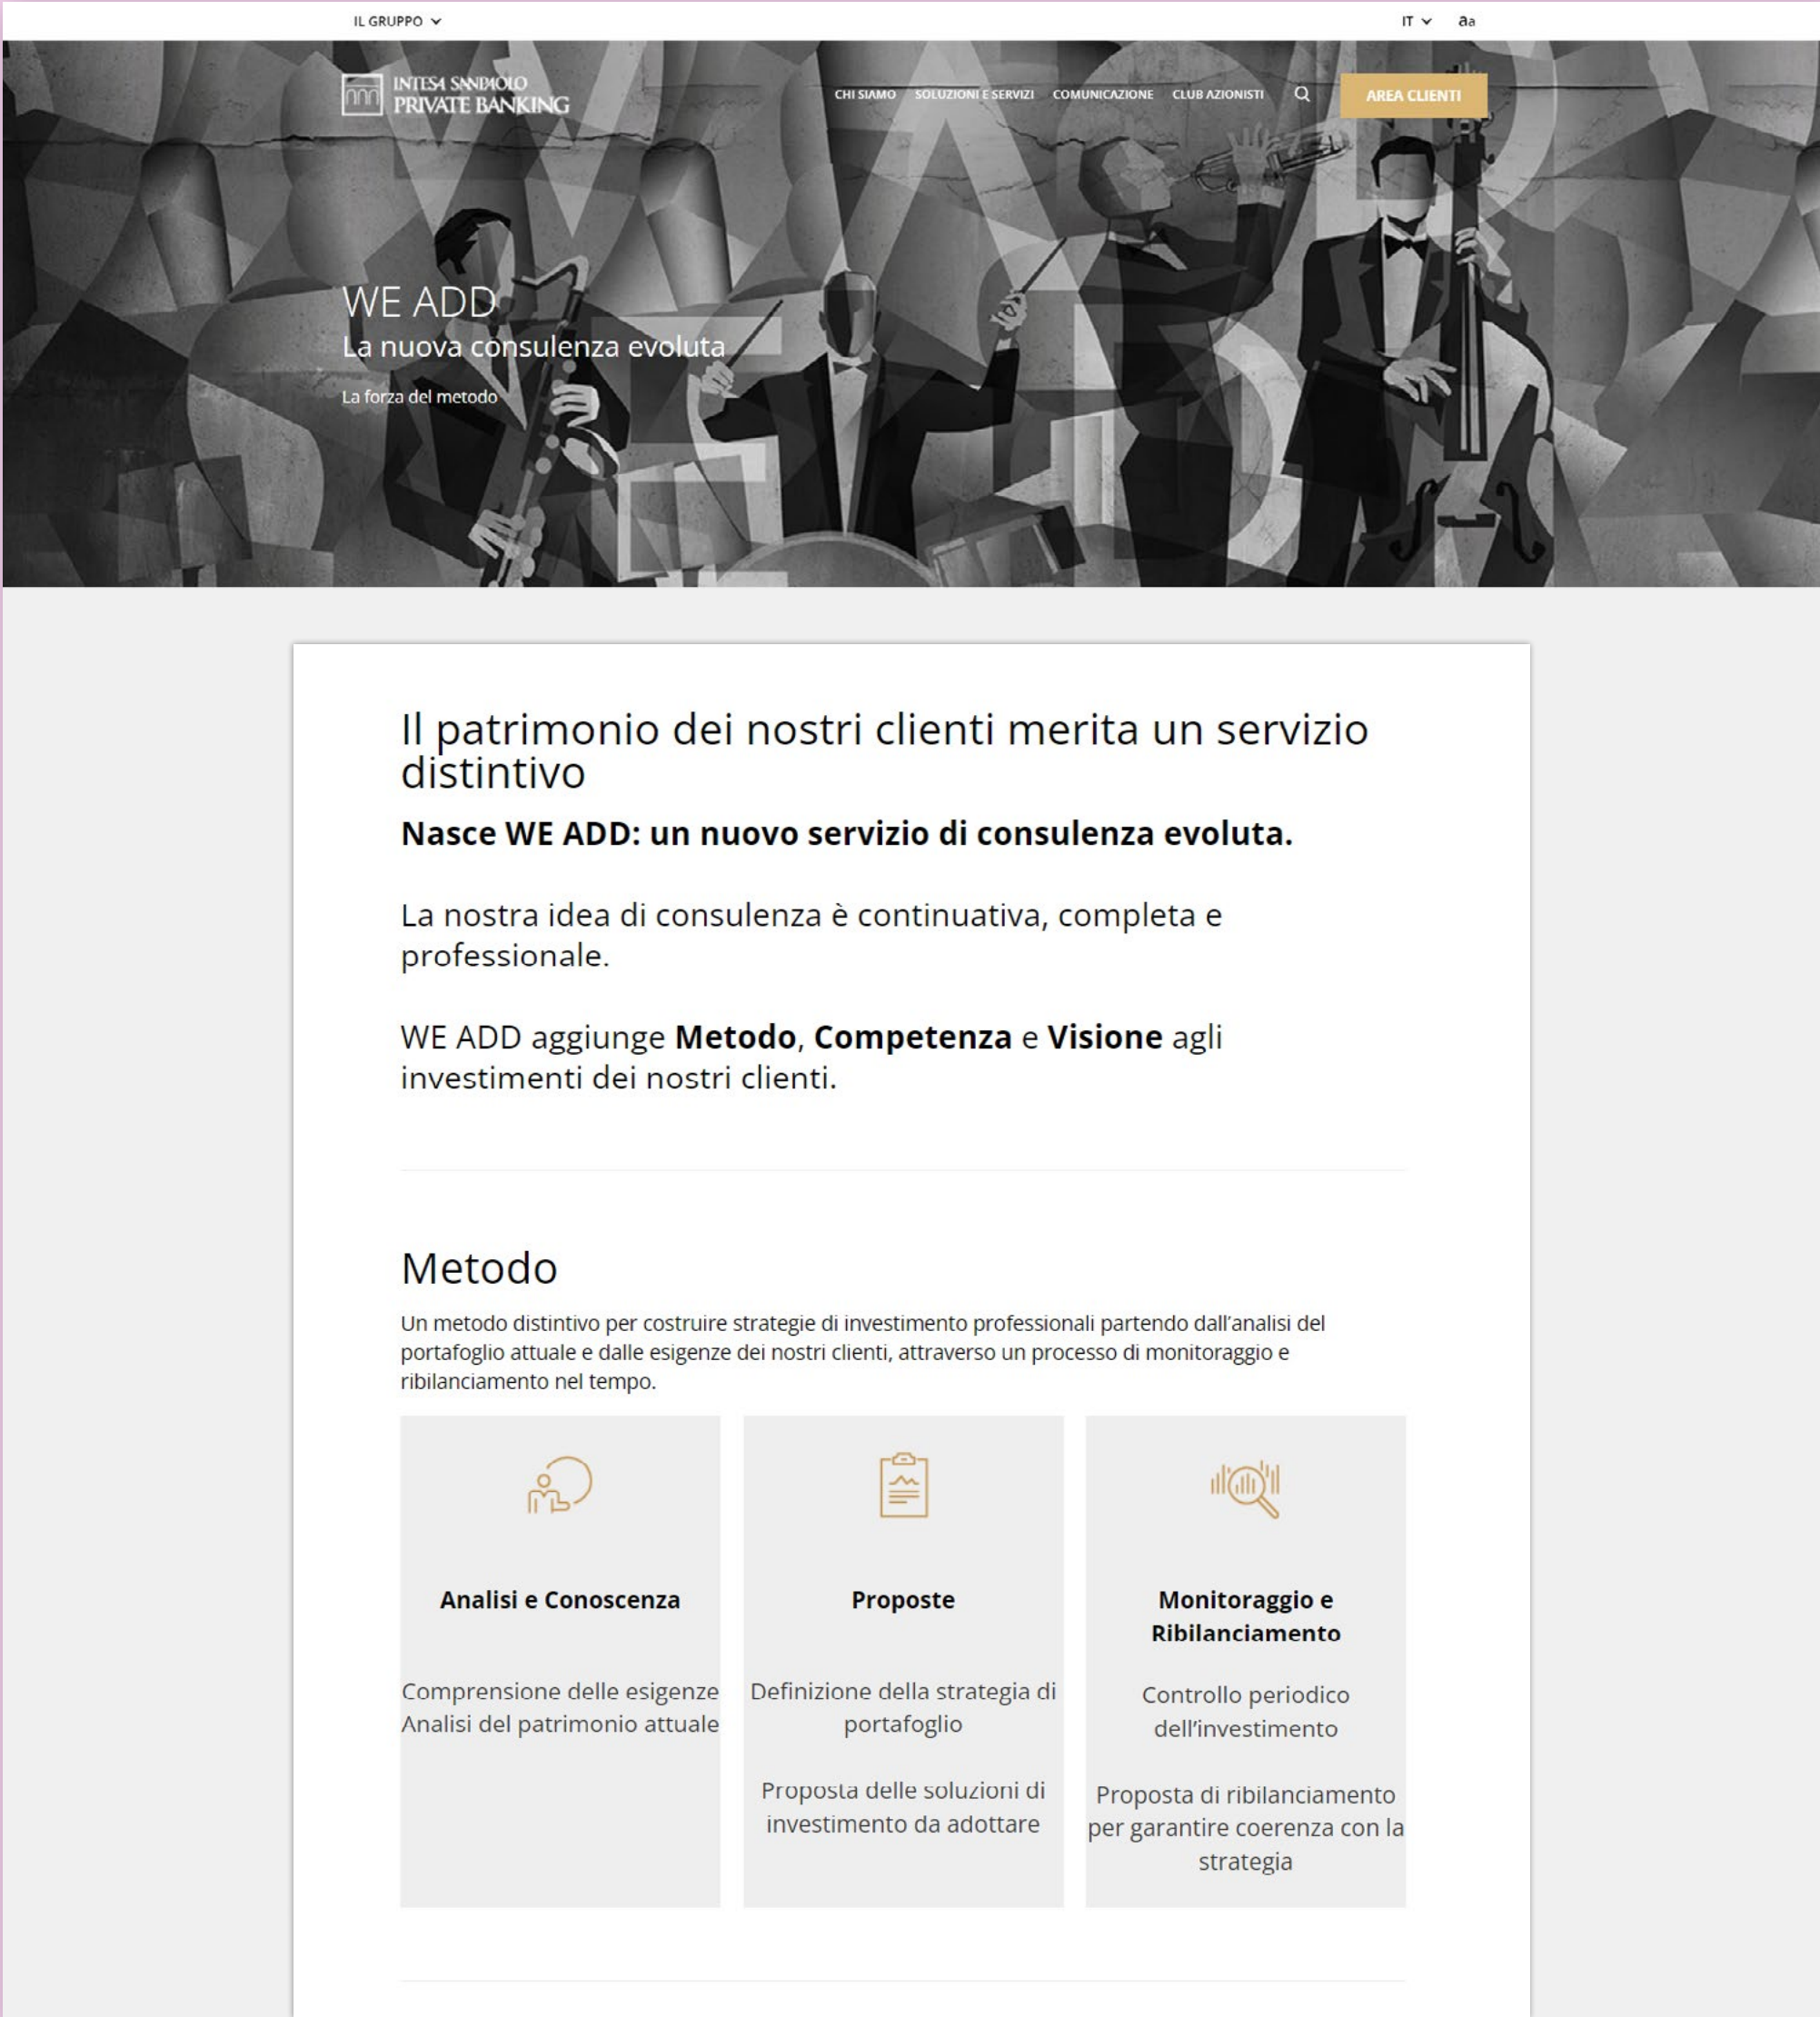 IL GRUPPO
IT
aa
INTESA SANPAOLO
PRIVATE BANKING
CHI SIAMO SOLUZIONI E SERVIZI COMUNICAZIONE CLUB AZIONISTI
AREA CLIENTI
WE ADD
La nuova consulenza evoluta
La forza del metodo
Il patrimonio dei nostri clienti merita un servizio
distintivo
Nasce WE ADD: un nuovo servizio di consulenza evoluta.
La nostra idea di consulenza è continuativa, completa e
professionale.
WE ADD aggiunge Metodo, Competenza e Visione agli
investimenti dei nostri clienti.
Metodo
Un metodo distintivo per costruire strategie di investimento professionali partendo dall'analisi del
portafoglio attuale e dalle esigenze dei nostri clienti, attraverso un processo di monitoraggio e
ribilanciamento nel tempo.
Analisi e Conoscenza
Comprensione delle esigenze
Analisi del patrimonio attuale
Proposte
Definizione della strategia di
portafoglio
Proposta delle soluzioni di
investimento da adottare
Monitoraggio e
Ribilanciamento
Controllo periodico
dell'investimento
Proposta di ribilanciamento
per garantire coerenza con la
strategia